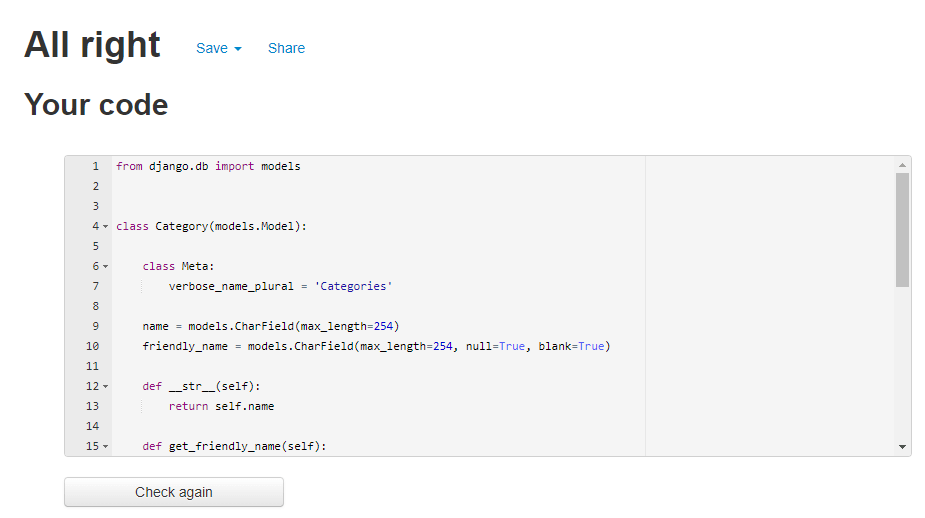 All right Save Share
Your code
1 from django.db import models
2
3
4 class Category(models.Model):
5
6     class Meta:
7         verbose_name_plural = 'Categories'
8
9     name = models.CharField(max_length=254)
10     friendly_name = models.CharField(max_length=254, null=True, blank=True)
11
12     def __str__(self):
13         return self.name
14
15     def get_friendly_name(self):
Check again